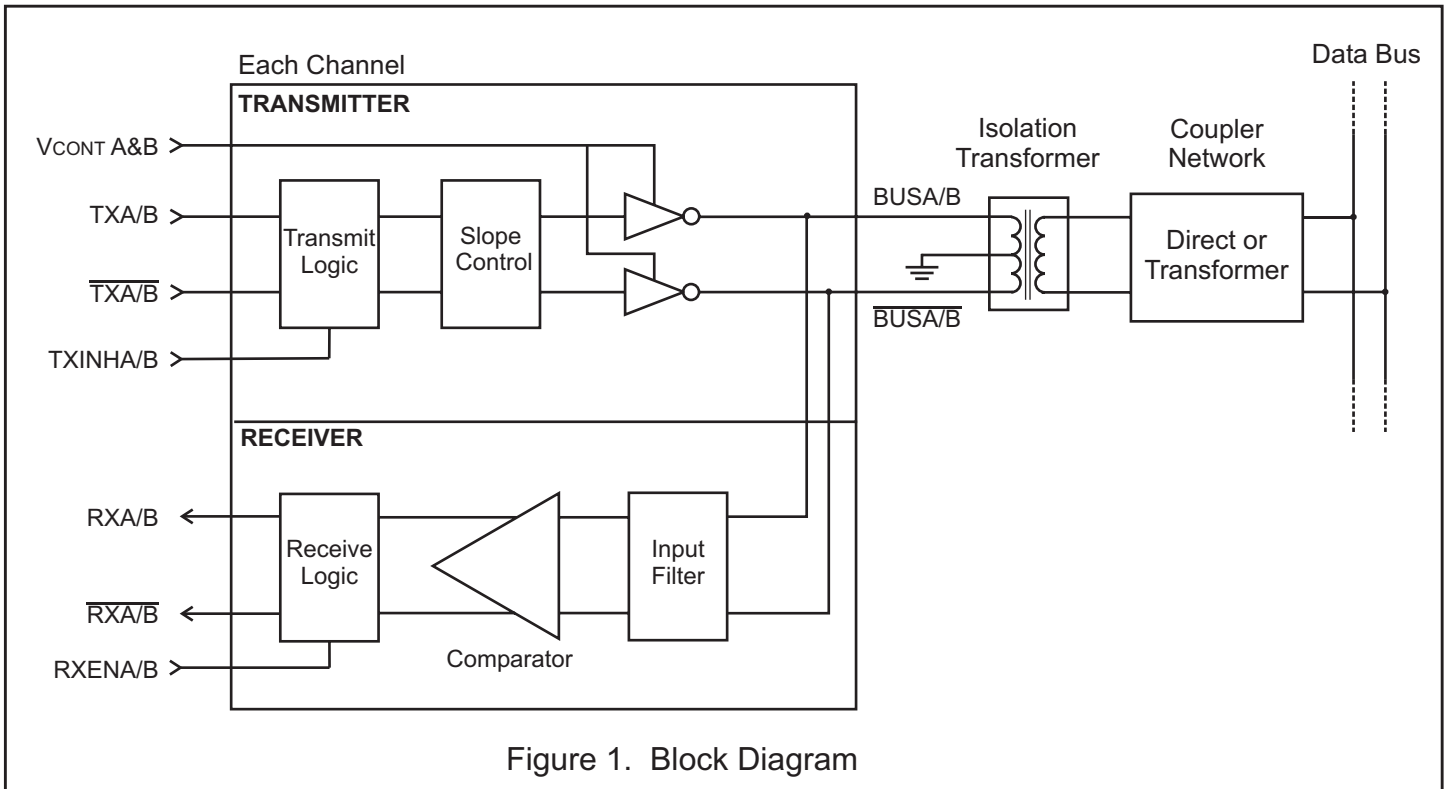 Each Channel
Data Bus
TRANSMITTER
Isolation
Transformer
Coupler
Network
VCONT A&B
TXA/B
TXA/B
TXINHA/B
Transmit
Logic
Slope
Control
BUSA/B
BUSA/B
Direct or
Transformer
RECEIVER
RXA/B
RXA/B
RXENA/B
Receive
Logic
Comparator
Input
Filter
Figure 1. Block Diagram